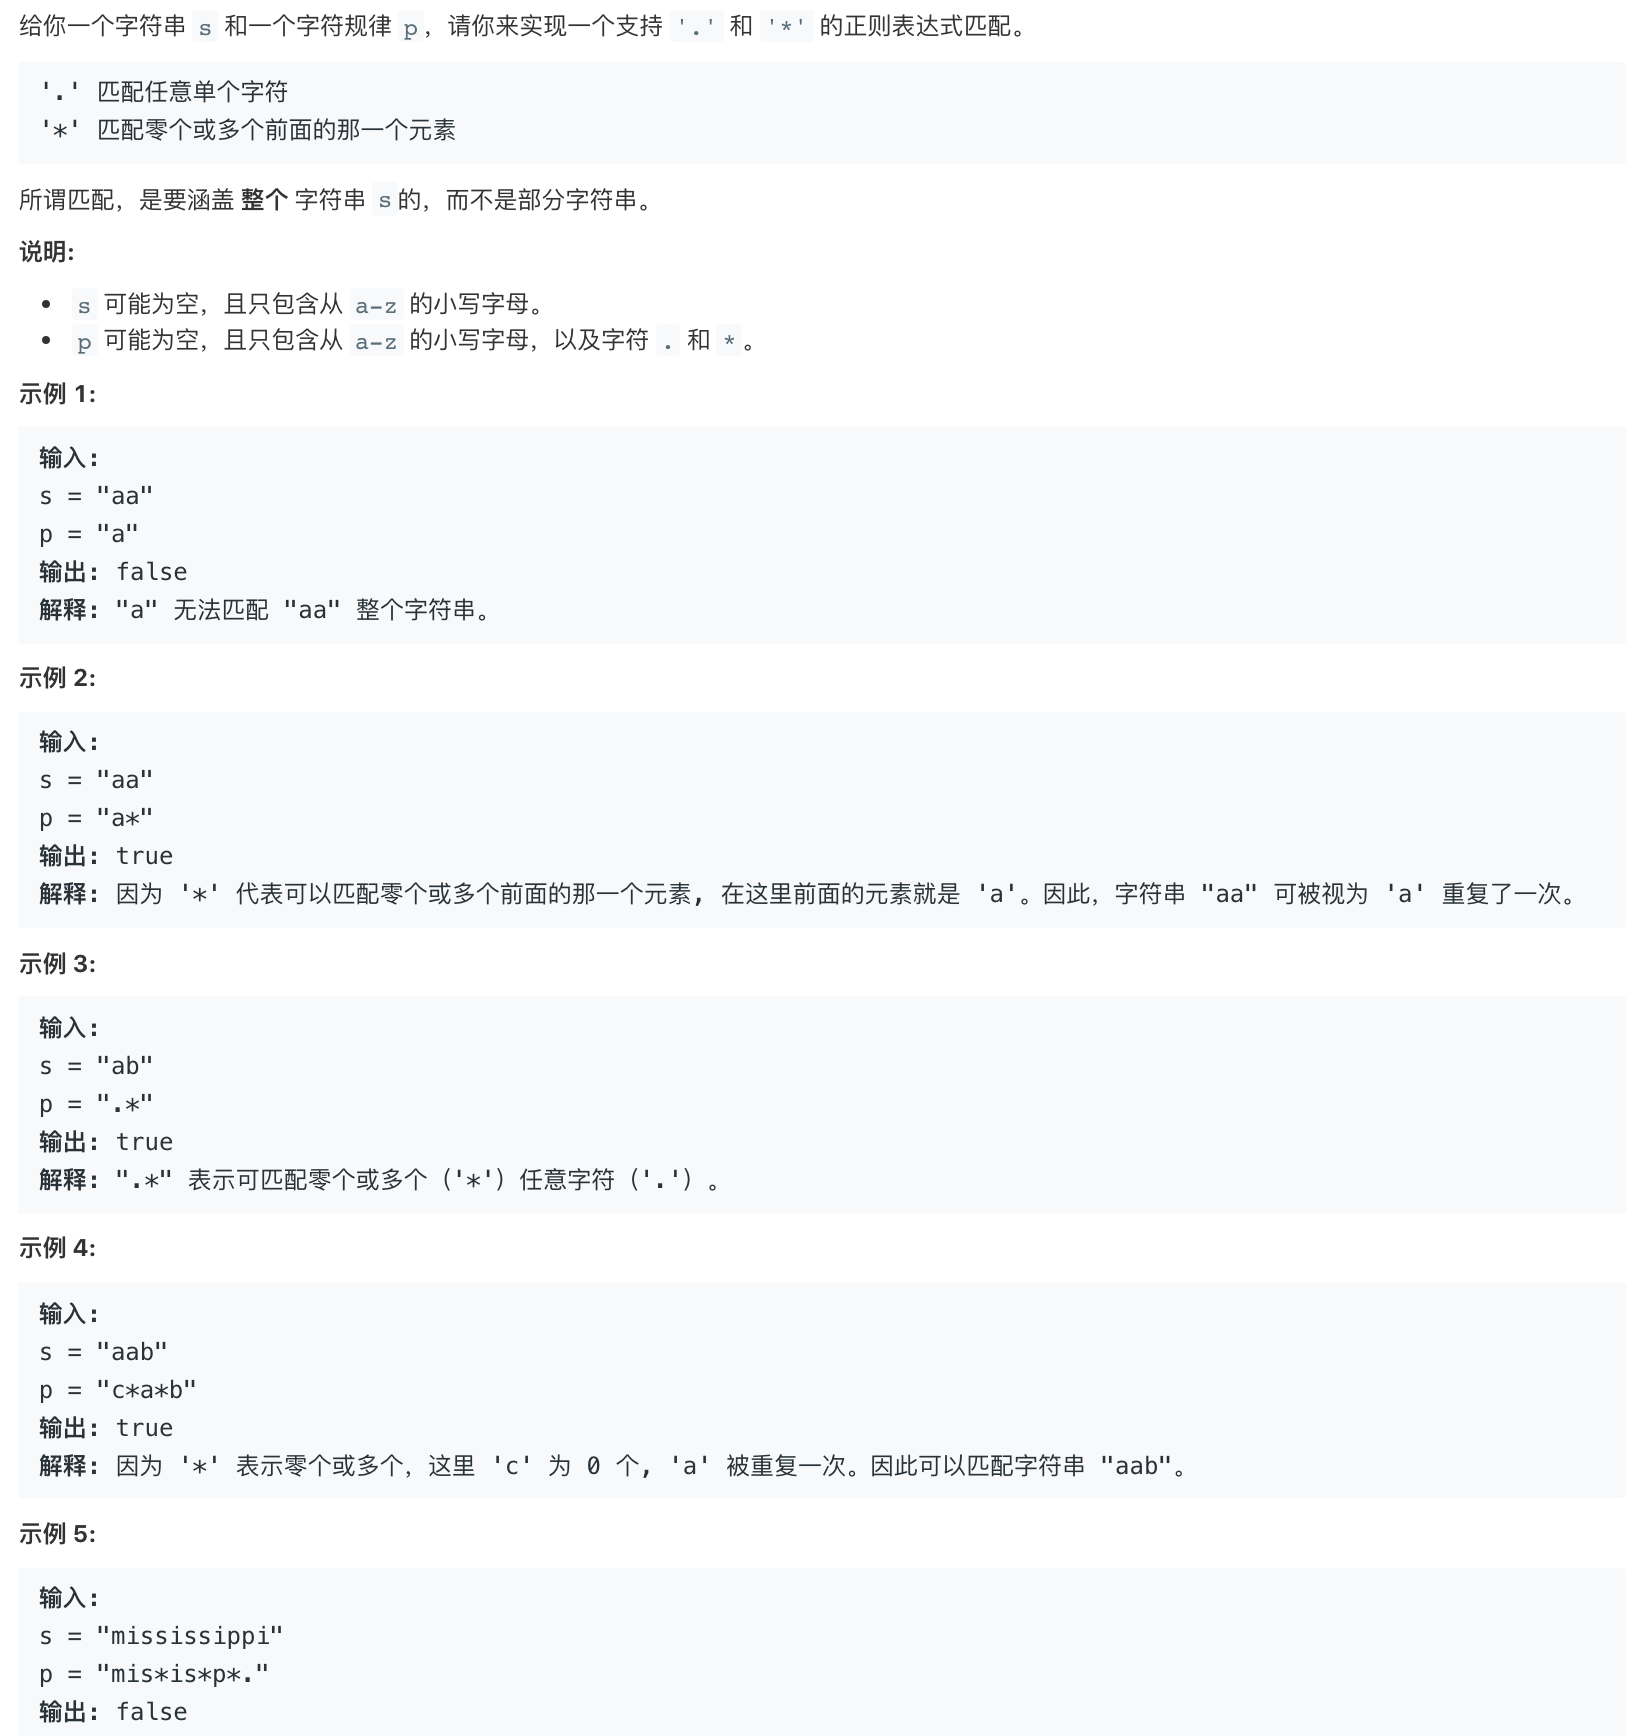 给你一个字符串 s 和一个字符规律 p，请你来实现一个支持 '.' 和 '*' 的正则表达式匹配。
'.' 匹配任意单个字符
'*' 匹配零个或多个前面的那一个元素
所谓匹配，是要涵盖 整个 字符串 s的，而不是部分字符串。
说明:
s 可能为空，且只包含从 a-z 的小写字母。
p 可能为空，且只包含从 a-z 的小写字母，以及字符 . 和 *。
示例 1:
输入:
s = "aa"
p = "a"
输出: false
解释: "a" 无法匹配 "aa" 整个字符串。
示例 2:
输入:
s = "aa"
p = "a*"
输出: true
解释: 因为 '*' 代表可以匹配零个或多个前面的那一个元素, 在这里前面的元素就是 'a'。因此，字符串 "aa" 可被视为 'a' 重复了一次。
示例 3:
输入:
s = "ab"
p = ".*"
输出: true
解释: ".*" 表示可匹配零个或多个（'*'）任意字符（'.'）。
示例 4:
输入:
s = "aab"
p = "c*a*b"
输出: true
解释: 因为 '*' 表示零个或多个，这里 'c' 为 0 个, 'a' 被重复一次。因此可以匹配字符串 "aab"。
示例 5:
输入:
s = "mississippi"
p = "mis*is*p*."
输出: false